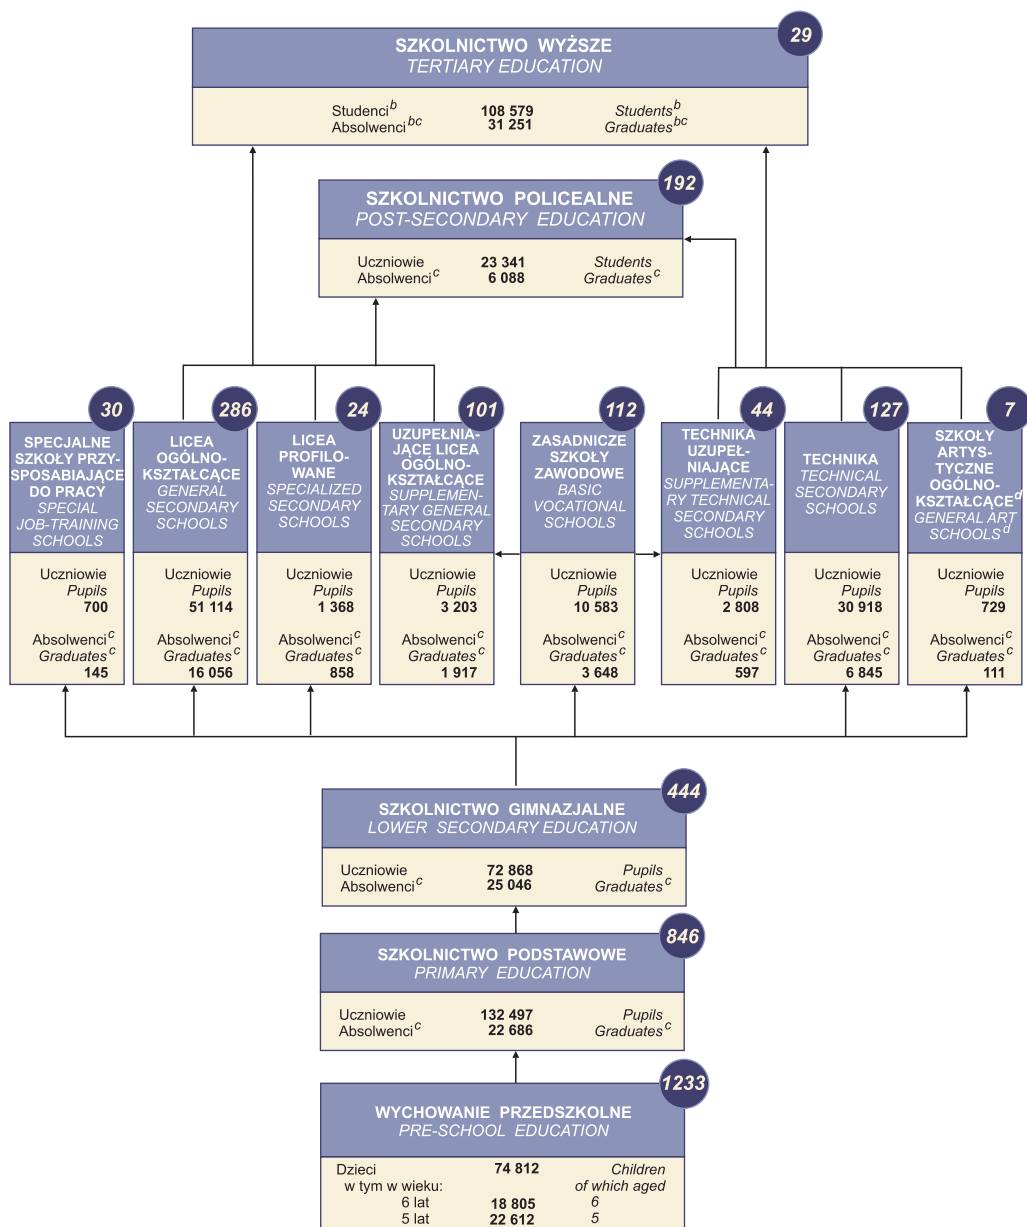 29
SZKOLNICTWO WYŻSZE
TERTIARY EDUCATION
Studenci b 108 579 Students b
Absolwenci bc 31 251 Graduates bc
192
SZKOLNICTWO POLICEALNE
POST-SECONDARY EDUCATION
Uczniowie 23 341 Students
Absolwenci c 6 088 Graduates c
30
SPECJALNE
SZKOŁY PRZY-
SPOSABIAJĄCE
DO PRACY
SPECIAL
JOB-TRAINING
SCHOOLS
Uczniowie
Pupils
700
Absolwenci c
Graduates c
145
286
LICEA
OGÓLNO-
KSZTAŁCĄCE
GENERAL
SECONDARY
SCHOOLS
Uczniowie
Pupils
51 114
Absolwenci c
Graduates c
16 056
24
LICEA
PROFILO-
WANE
SPECIALIZED
SECONDARY
SCHOOLS
Uczniowie
Pupils
1 368
Absolwenci c
Graduates c
858
101
UZUPEŁNIA-
JĄCE LICEA
OGÓLNO-
KSZTAŁCĄCE
SUPPLEMEN-
TARY GENERAL
SECONDARY
SCHOOLS
Uczniowie
Pupils
3 203
Absolwenci c
Graduates c
1 917
112
ZASADNICZE
SZKOŁY
ZAWODOWE
BASIC
VOCATIONAL
SCHOOLS
Uczniowie
Pupils
10 583
Absolwenci c
Graduates c
3 648
44
TECHNIKA
UZUPEŁ-
NIAJĄCE
SUPPLEMENTA-
RY TECHNICAL
SECONDARY
SCHOOLS
Uczniowie
Pupils
2 808
Absolwenci c
Graduates c
597
127
TECHNIKA
TECHNICAL
SECONDARY
SCHOOLS
Uczniowie
Pupils
30 918
Absolwenci c
Graduates c
6 845
7
SZKOŁY
ARTYS-
TYCZNE
OGÓLNO-
KSZTAŁCĄCE d
GENERAL ART
SCHOOLS d
Uczniowie
Pupils
729
Absolwenci c
Graduates c
111
444
SZKOLNICTWO GIMNAZJALNE
LOWER SECONDARY EDUCATION
Uczniowie 72 868 Pupils
Absolwenci c 25 046 Graduates c
846
SZKOLNICTWO PODSTAWOWE
PRIMARY EDUCATION
Uczniowie 132 497 Pupils
Absolwenci c 22 686 Graduates c
1233
WYCHOWANIE PRZEDSZKOLNE
PRE-SCHOOL EDUCATION
Dzieci 74 812 Children
w tym w wieku: of which aged
6 lat 18 805 6
5 lat 22 612 5